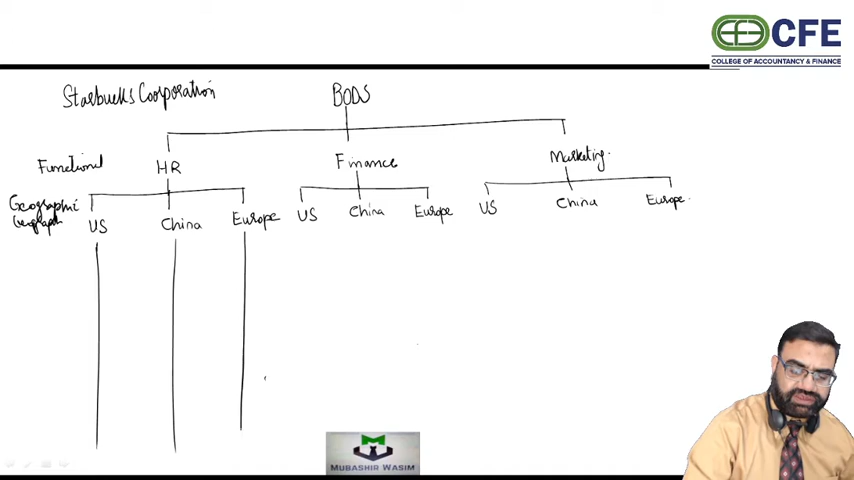 CFE
COLLEGE OF ACCOUNTANCY & FINANCE
Starbucks Coorporation
BODS
Functional HR Finance Marketing.
Geographic
US China Europe US China Europe US China Europe
MUBASHIR WASIM